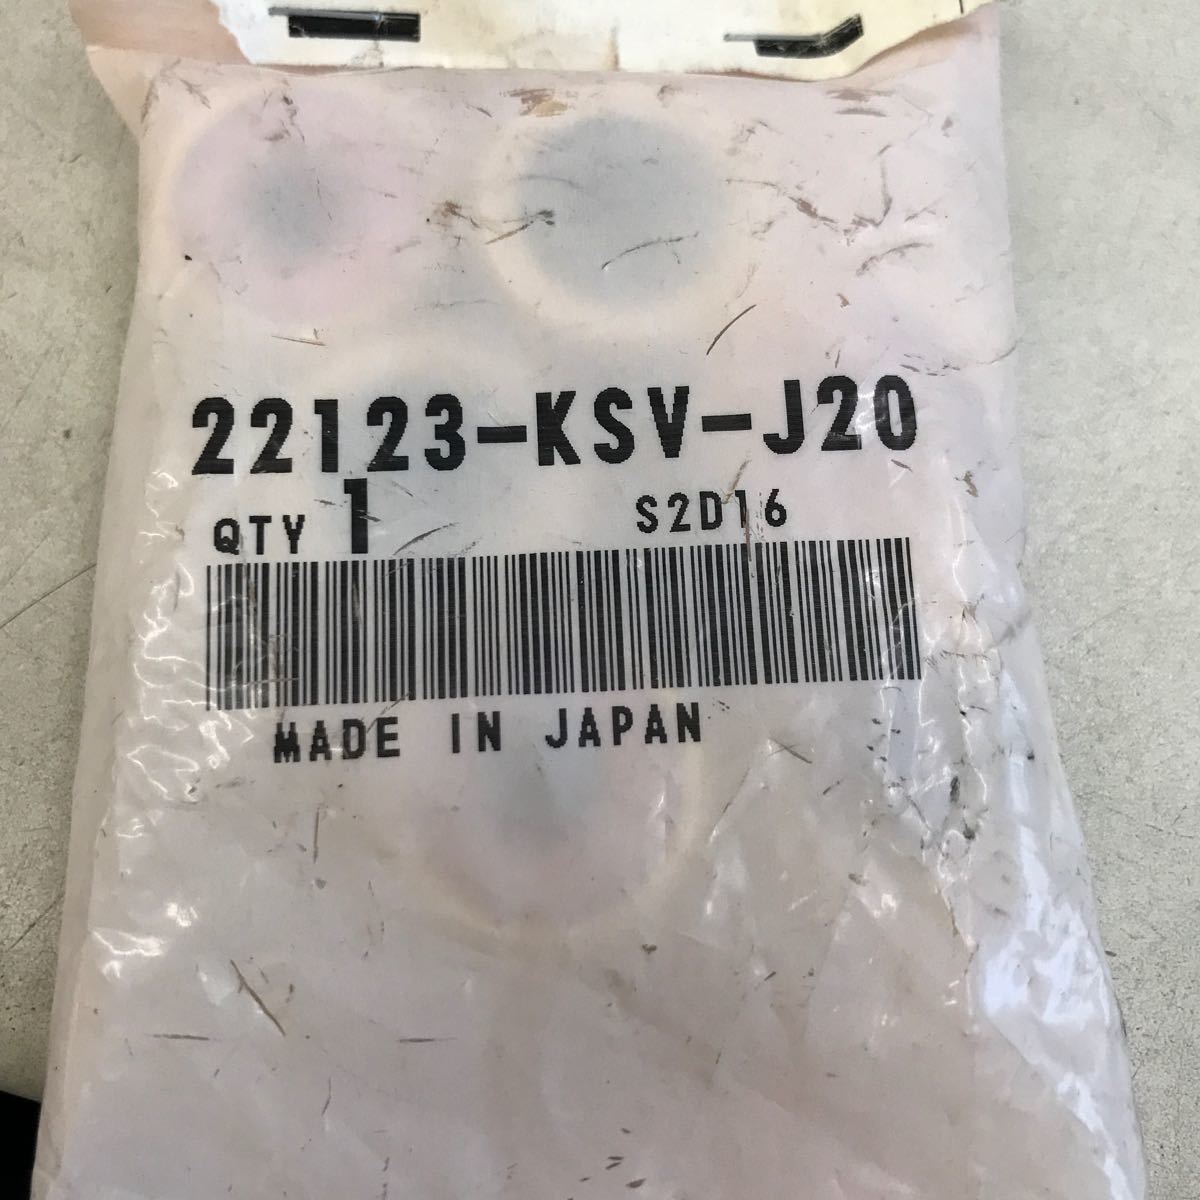 22123-KSV-J20
QTY 1 S2D16
MADE IN JAPAN